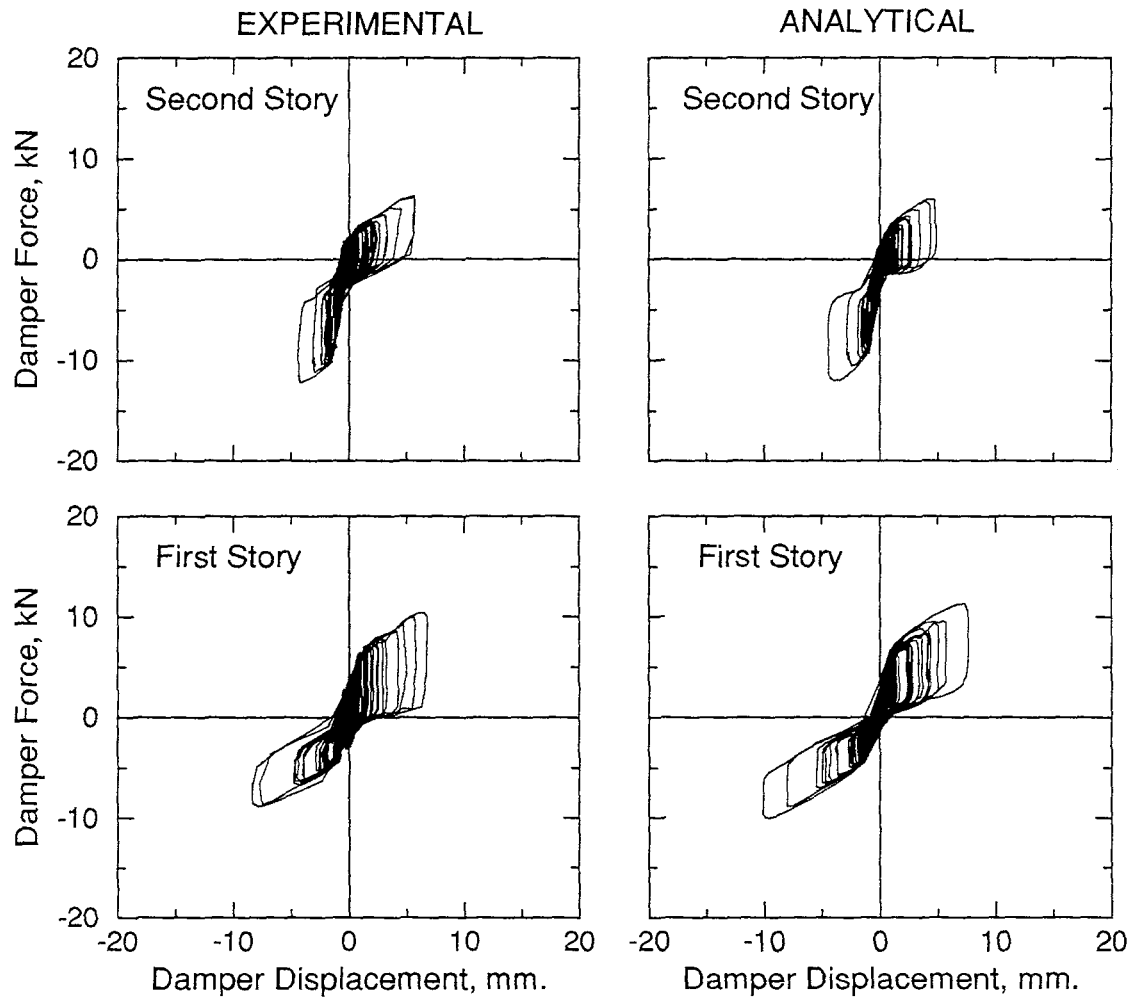 EXPERIMENTAL ANALYTICAL
20 20
Second Story Second Story
10
0
-10
-20
Damper Force, kN
20
First Story First Story
10
0
-10
-20
Damper Force, kN
-20 -10 0 10 20 -20 -10 0 10 20
Damper Displacement, mm. Damper Displacement, mm.